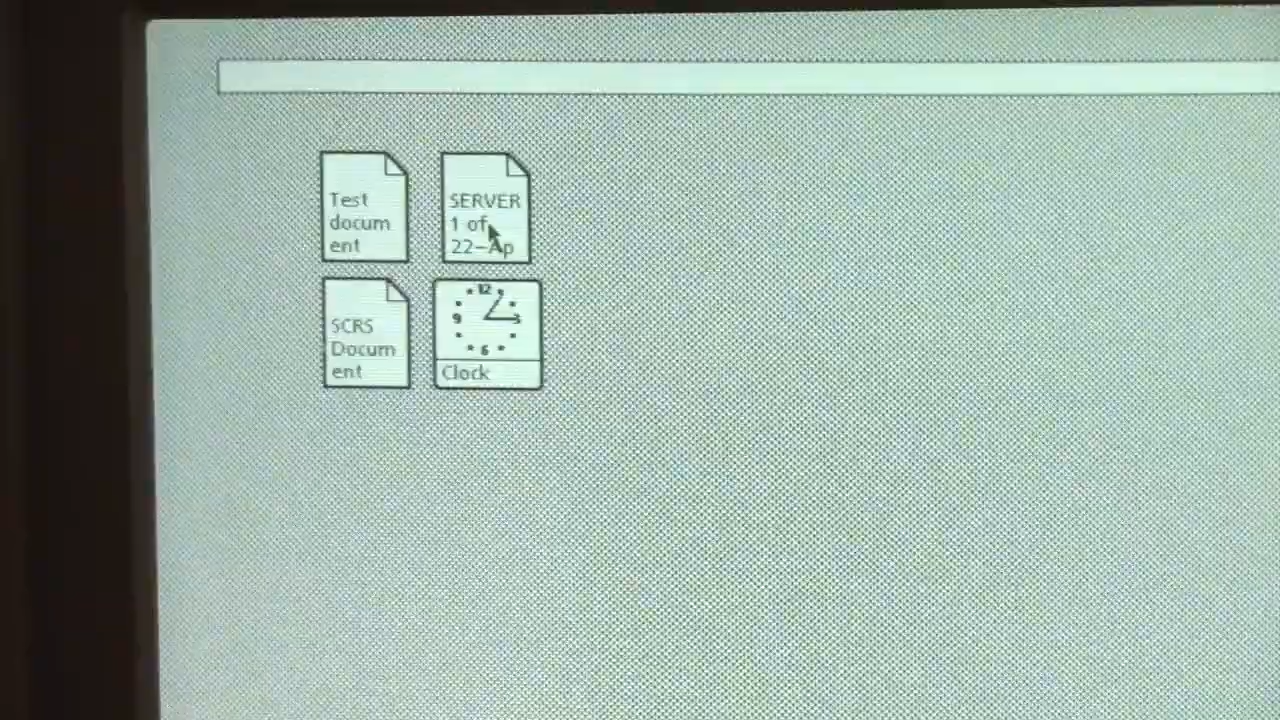 Test
docum
ent
SERVER
1 of
22-Ap
SCRS
Docum
ent
12
9
3
6
Clock